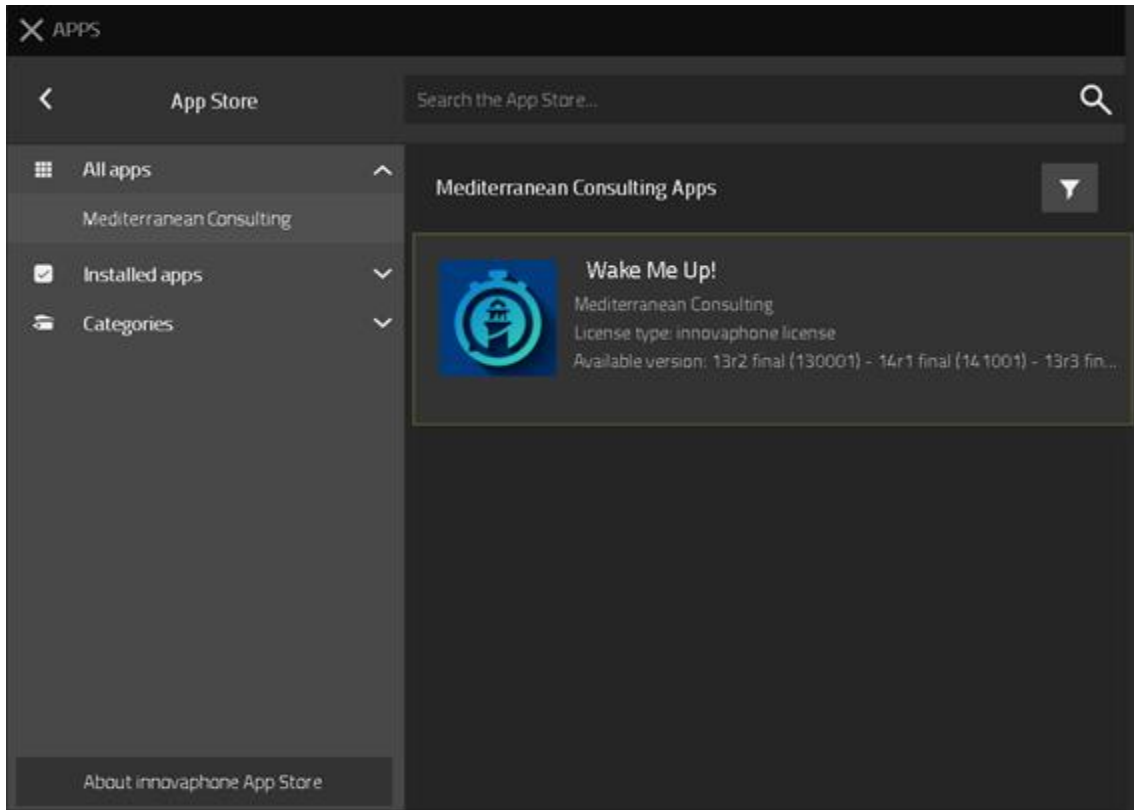 APPS
App Store
Search the App Store...
All apps
Mediterranean Consulting
Installed apps
Categories
Mediterranean Consulting Apps
Wake Me Up!
Mediterranean Consulting
License type: innovaphone license
Available version: 13r2 final (130001) - 14r1 final (141001) - 13r3 fin...
About innovaphone App Store